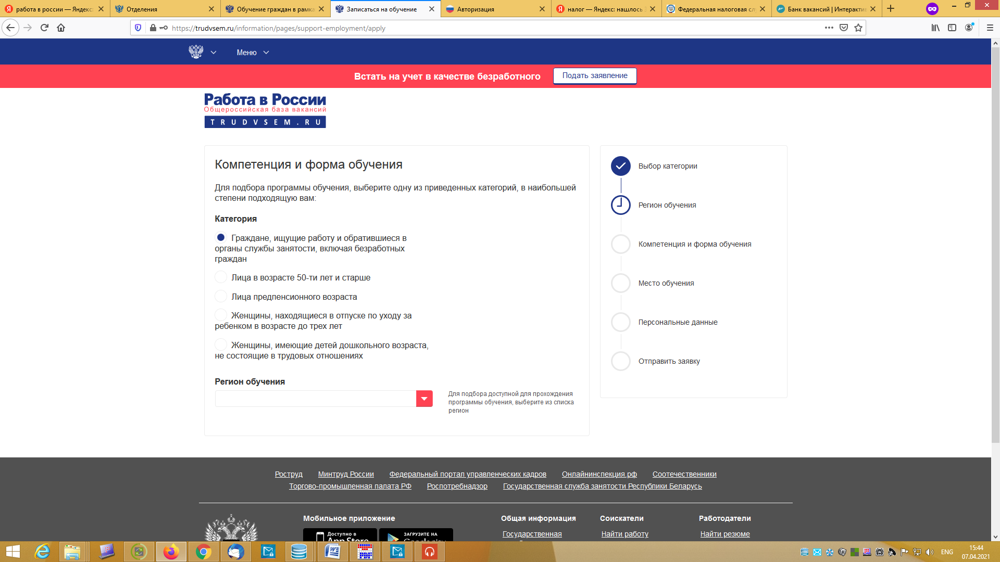 работа в россии — Яндекс:
Отделения
Обучение граждан в рамка
Записаться на обучение
Авторизация
налог — Яндекс: нашлось
Федеральная налоговая сл
Банк вакансий | Интерактив
https://trudvsem.ru/information/pages/support-employment/apply
Меню
Встать на учет в качестве безработного
Подать заявление
Работа в России
Общероссийская база вакансий
TRUDVSEM.RU
Компетенция и форма обучения
Для подбора программы обучения, выберите одну из приведенных категорий, в наибольшей
степени подходящую вам:
Категория
Граждане, ищущие работу и обратившиеся в
органы службы занятости, включая безработных
граждан
Лица в возрасте 50-ти лет и старше
Лица предпенсионного возраста
Женщины, находящиеся в отпуске по уходу за
ребенком в возрасте до трех лет
Женщины, имеющие детей дошкольного возраста,
не состоящие в трудовых отношениях
Регион обучения
Для подбора доступной для прохождения
программы обучения, выберите из списка
регион
Выбор категории
Регион обучения
Компетенция и форма обучения
Место обучения
Персональные данные
Отправить заявку
Роструд Минтруд России Федеральный портал управленческих кадров Онлайнинспекция.рф Соотечественники
Торгово-промышленная палата РФ Роспотребнадзор Государственная служба занятости Республики Беларусь
Мобильное приложение
Доступно в
App Store
ЗАГРУЗИТЕ НА
Google Play
Общая информация
Государственная
Соискатели
Найти работу
Работодатели
Найти резюме
ENG
15:44
07.04.2021